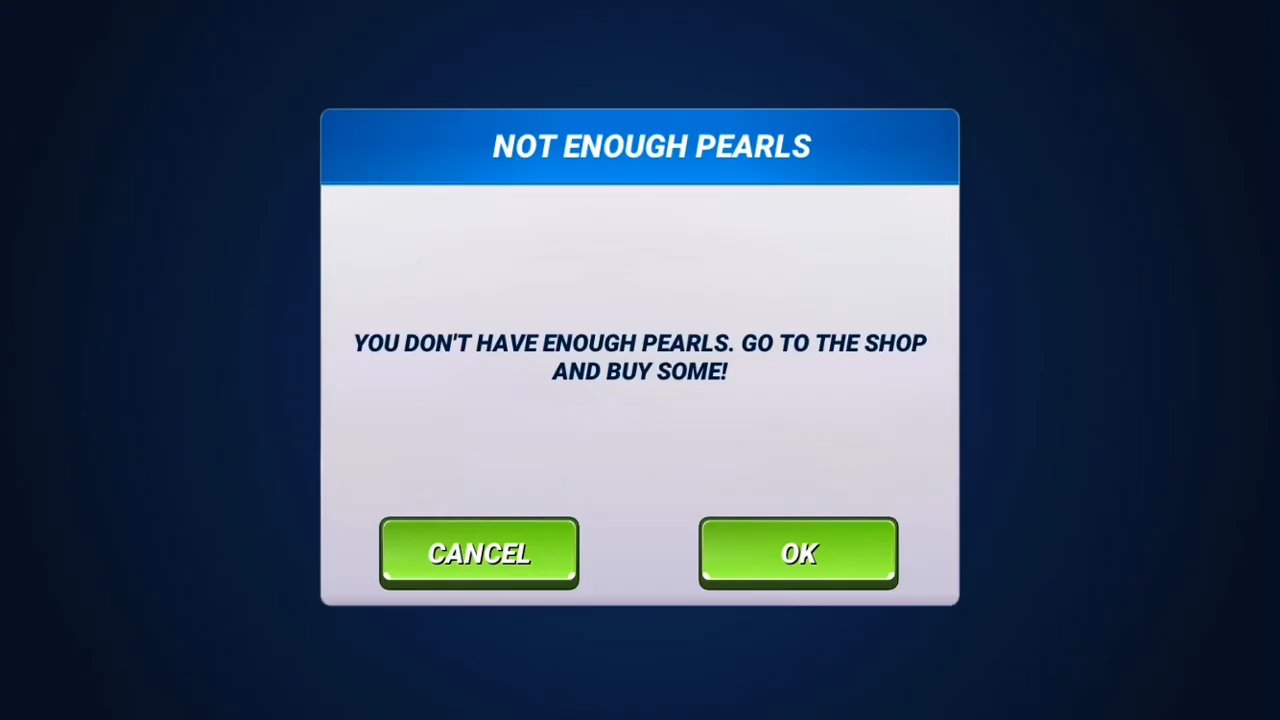 NOT ENOUGH PEARLS
YOU DON'T HAVE ENOUGH PEARLS. GO TO THE SHOP
AND BUY SOME!
CANCEL
OK